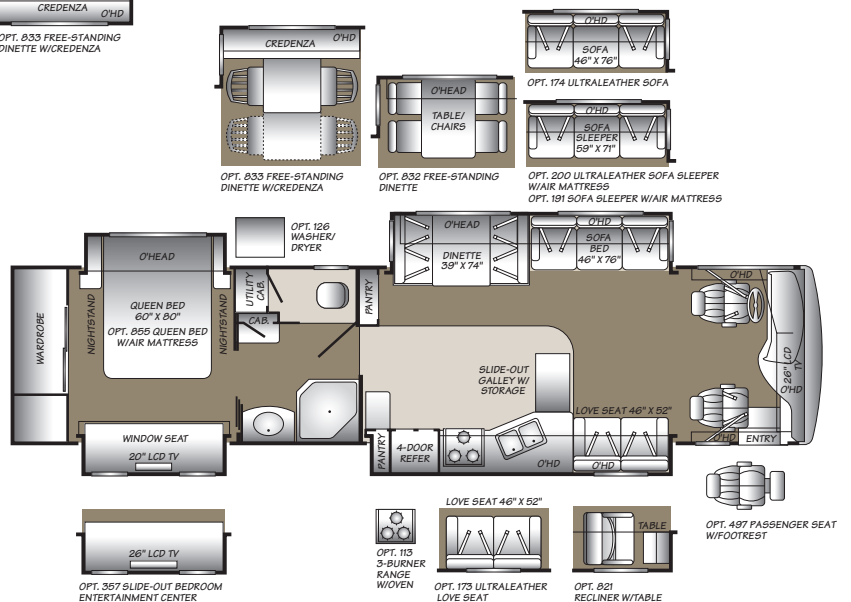 CREDENZA
O'HD
OPT. 833 FREE-STANDING
DINETTE W/CREDENZA
CREDENZA
O'HD
OPT. 833 FREE-STANDING
DINETTE W/CREDENZA
O'HEAD
TABLE/
CHAIRS
OPT. 832 FREE-STANDING
DINETTE
O'HD
SOFA
46" X 76"
OPT. 174 ULTRALEATHER SOFA
O'HD
SOFA
SLEEPER
59" X 71"
OPT. 200 ULTRALEATHER SOFA SLEEPER
W/AIR MATTRESS
OPT. 191 SOFA SLEEPER W/AIR MATTRESS
OPT. 126
WASHER/
DRYER
WARDROBE
NIGHTSTAND
O'HEAD
QUEEN BED
60" X 80"
OPT. 855 QUEEN BED
W/AIR MATTRESS
NIGHTSTAND
WINDOW SEAT
20" LCD TV
UTILITY
CAB.
CAB.
PANTRY
O'HEAD
DINETTE
39" X 74"
O'HD
SOFA
BED
46" X 76"
SLIDE-OUT
GALLEY W/
STORAGE
PANTRY
4-DOOR
REFER
O'HD
LOVE SEAT 46" X 52"
O'HD
O'HD
26" LCD
TV
O'HD
O'HD
ENTRY
26" LCD TV
OPT. 357 SLIDE-OUT BEDROOM
ENTERTAINMENT CENTER
OPT. 113
3-BURNER
RANGE
W/OVEN
LOVE SEAT 46" X 52"
OPT. 173 ULTRALEATHER
LOVE SEAT
TABLE
OPT. 821
RECLINER W/TABLE
OPT. 497 PASSENGER SEAT
W/FOOTREST